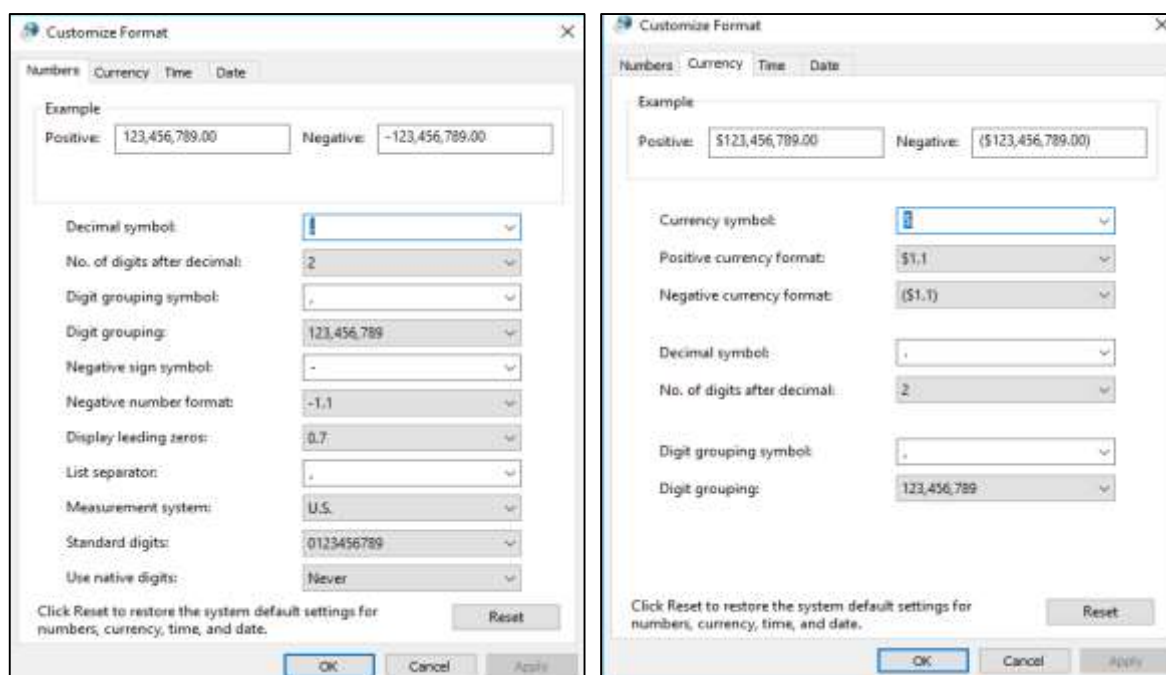 Customize Format
Numbers Currency Time Date
Example
Positive: 123,456,789.00 Negative: -123,456,789.00
Decimal symbol: .
No. of digits after decimal: 2
Digit grouping symbol: ,
Digit grouping: 123,456,789
Negative sign symbol: -
Negative number format: -1.1
Display leading zeros: 0.7
List separator: ,
Measurement system: U.S.
Standard digits: 0123456789
Use native digits: Never
Click Reset to restore the system default settings for
numbers, currency, time, and date.
Reset
OK Cancel Apply
Customize Format
Numbers Currency Time Date
Example
Positive: $123,456,789.00 Negative: ($123,456,789.00)
Currency symbol: $
Positive currency format: $1.1
Negative currency format: ($1.1)
Decimal symbol: .
No. of digits after decimal: 2
Digit grouping symbol: ,
Digit grouping: 123,456,789
Click Reset to restore the system default settings for
numbers, currency, time, and date.
Reset
OK Cancel Apply